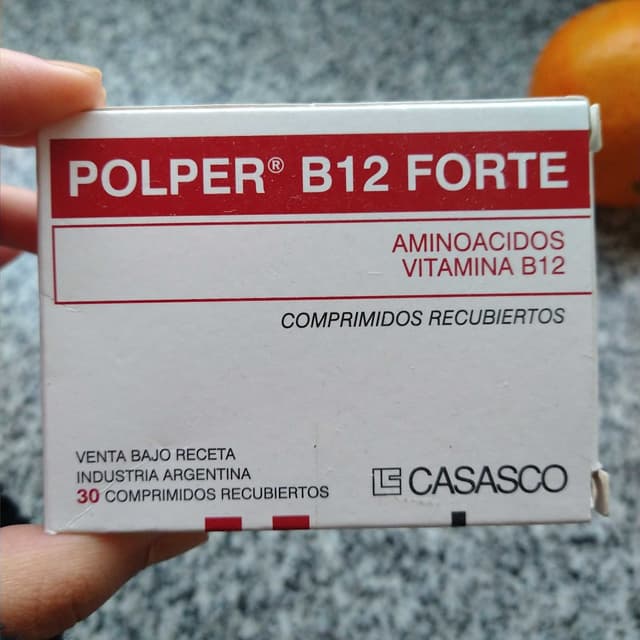 POLPER® B12 FORTE
AMINOACIDOS
VITAMINA B12
COMPRIMIDOS RECUBIERTOS
VENTA BAJO RECETA
INDUSTRIA ARGENTINA
30 COMPRIMIDOS RECUBIERTOS
CASASCO